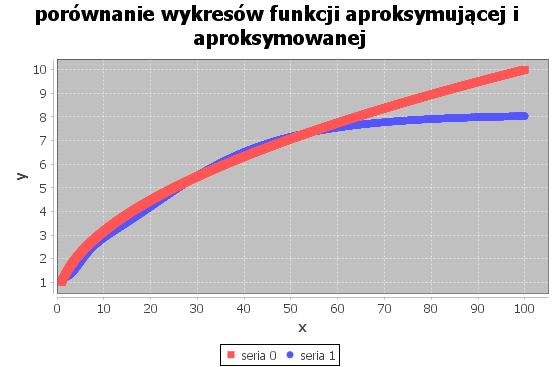 porównanie wykresów funkcji aproksymującej i
aproksymowanej
y
10
9
8
7
6
5
4
3
2
1
0 10 20 30 40 50 60 70 80 90 100
x
seria 0 seria 1